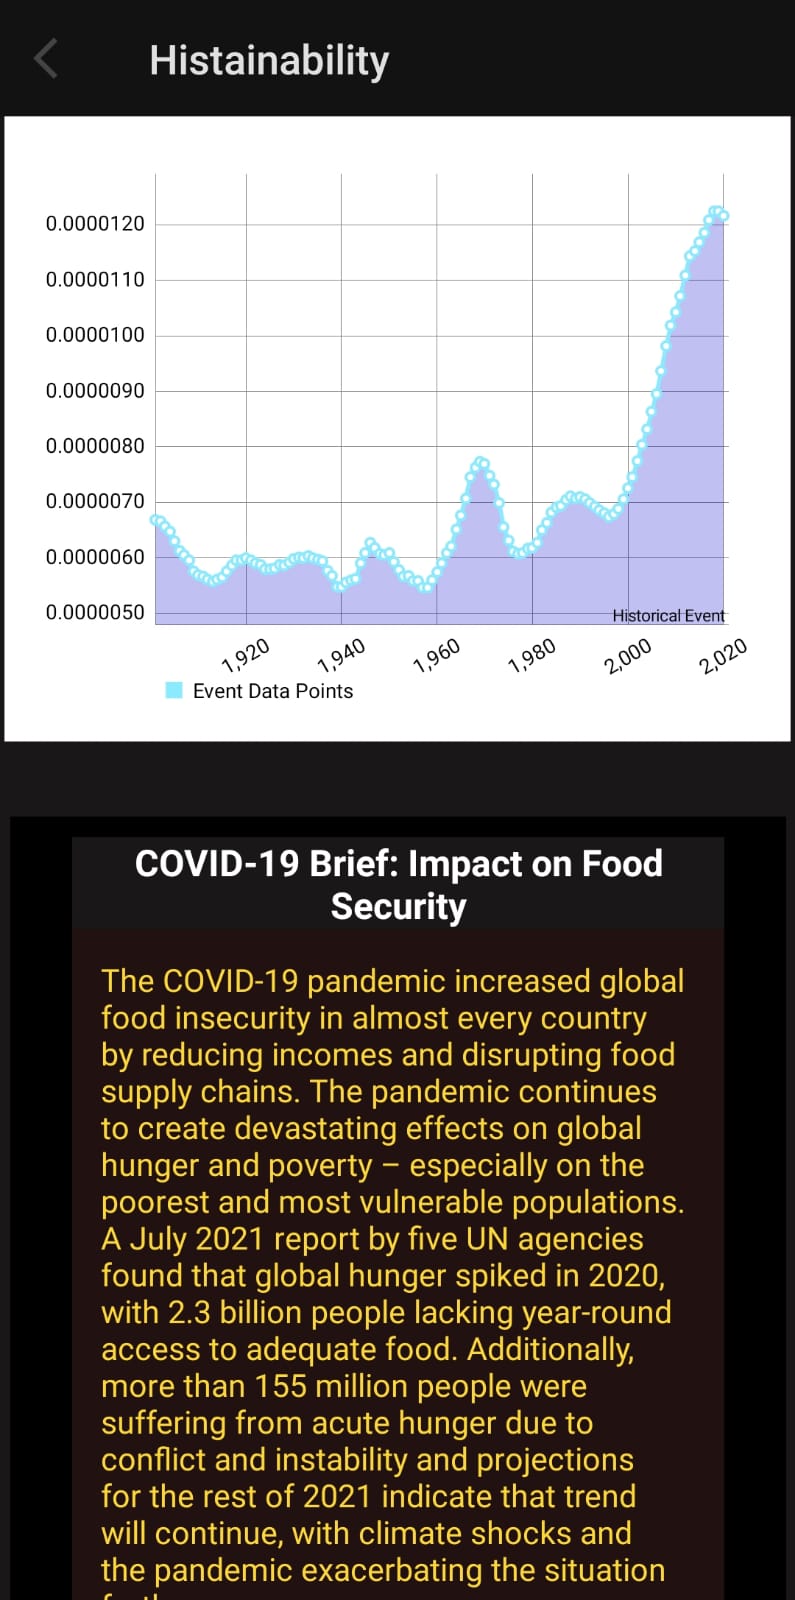 Histainability
0.0000120
0.0000110
0.0000100
0.0000090
0.0000080
0.0000070
0.0000060
0.0000050
Historical Event
1,920
1,940
1,960
1,980
2,000
2,020
Event Data Points
COVID-19 Brief: Impact on Food
Security
The COVID-19 pandemic increased global
food insecurity in almost every country
by reducing incomes and disrupting food
supply chains. The pandemic continues
to create devastating effects on global
hunger and poverty – especially on the
poorest and most vulnerable populations.
A July 2021 report by five UN agencies
found that global hunger spiked in 2020,
with 2.3 billion people lacking year-round
access to adequate food. Additionally,
more than 155 million people were
suffering from acute hunger due to
conflict and instability and projections
for the rest of 2021 indicate that trend
will continue, with climate shocks and
the pandemic exacerbating the situation